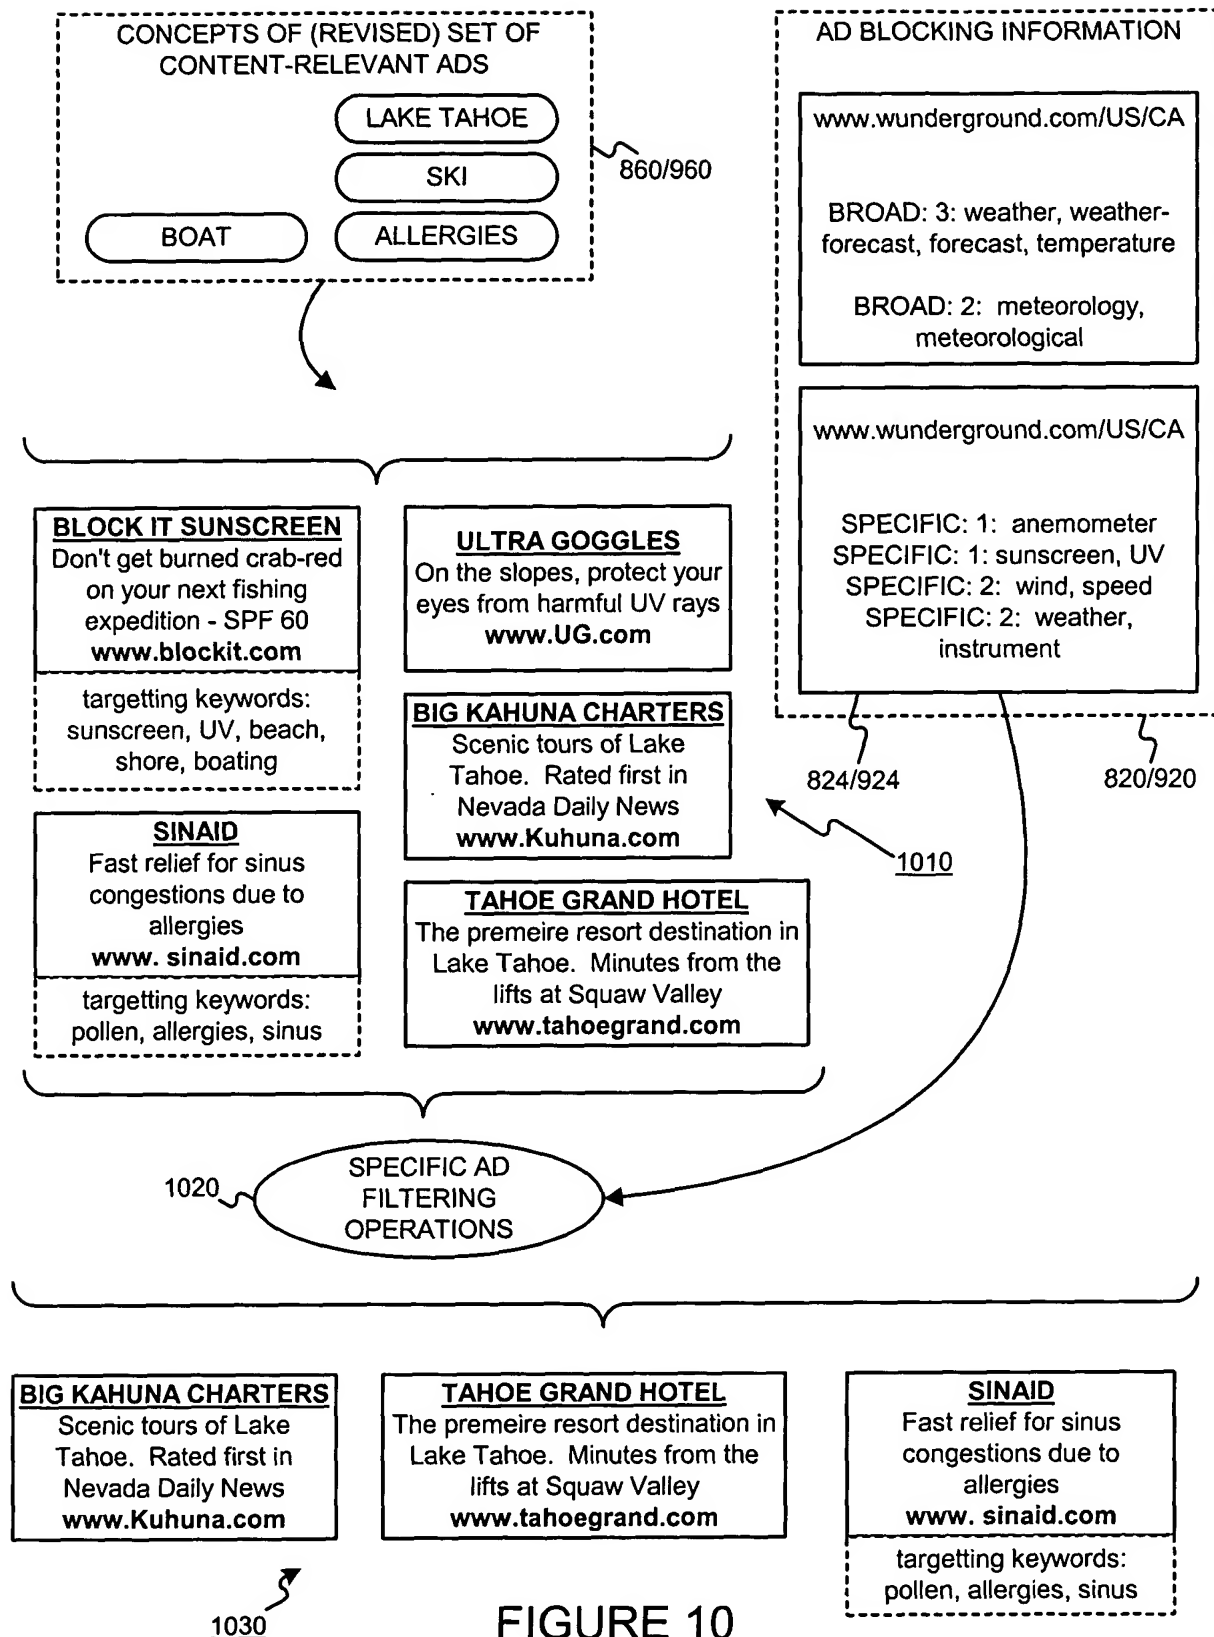 CONCEPTS OF (REVISED) SET OF
CONTENT-RELEVANT ADS
LAKE TAHOE
SKI
BOAT
ALLERGIES
860/960
AD BLOCKING INFORMATION
www.wunderground.com/US/CA
BROAD: 3: weather, weather-
forecast, forecast, temperature
BROAD: 2: meteorology,
meteorological
www.wunderground.com/US/CA
SPECIFIC: 1: anemometer
SPECIFIC: 1: sunscreen, UV
SPECIFIC: 2: wind, speed
SPECIFIC: 2: weather,
instrument
824/924
820/920
BLOCK IT SUNSCREEN
Don't get burned crab-red
on your next fishing
expedition - SPF 60
www.blockit.com
targetting keywords:
sunscreen, UV, beach,
shore, boating
ULTRA GOGGLES
On the slopes, protect your
eyes from harmful UV rays
www.UG.com
BIG KAHUNA CHARTERS
Scenic tours of Lake
Tahoe. Rated first in
Nevada Daily News
www.Kuhuna.com
1010
SINAID
Fast relief for sinus
congestions due to
allergies
www. sinaid.com
targetting keywords:
pollen, allergies, sinus
TAHOE GRAND HOTEL
The premeire resort destination in
Lake Tahoe. Minutes from the
lifts at Squaw Valley
www.tahoegrand.com
1020
SPECIFIC AD
FILTERING
OPERATIONS
BIG KAHUNA CHARTERS
Scenic tours of Lake
Tahoe. Rated first in
Nevada Daily News
www.Kuhuna.com
TAHOE GRAND HOTEL
The premeire resort destination in
Lake Tahoe. Minutes from the
lifts at Squaw Valley
www.tahoegrand.com
SINAID
Fast relief for sinus
congestions due to
allergies
www. sinaid.com
targetting keywords:
pollen, allergies, sinus
1030
FIGURE 10